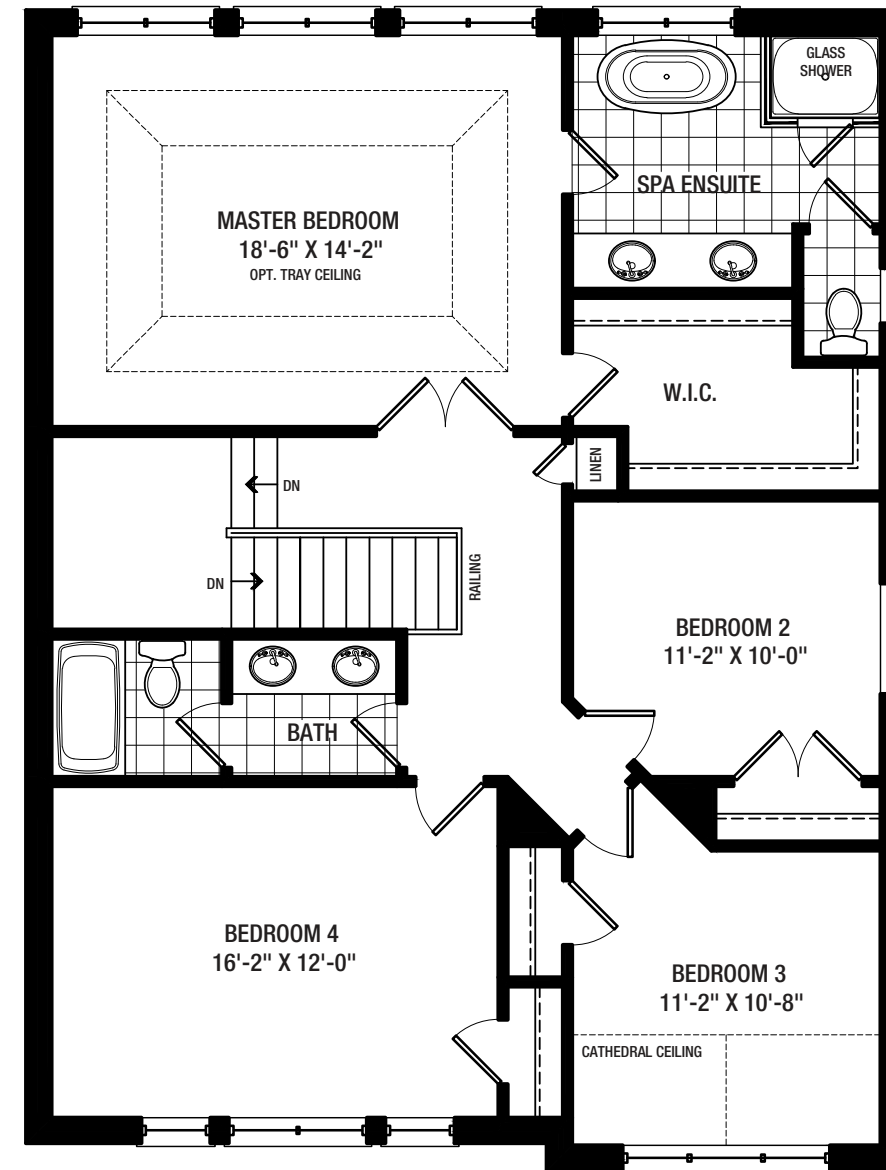 GLASS
SHOWER
SPA ENSUITE
MASTER BEDROOM
18'-6" X 14'-2"
OPT. TRAY CEILING
W.I.C.
LINEN
DN
DN
RAILING
BEDROOM 2
11'-2" X 10'-0"
BATH
BEDROOM 4
16'-2" X 12'-0"
BEDROOM 3
11'-2" X 10'-8"
CATHEDRAL CEILING